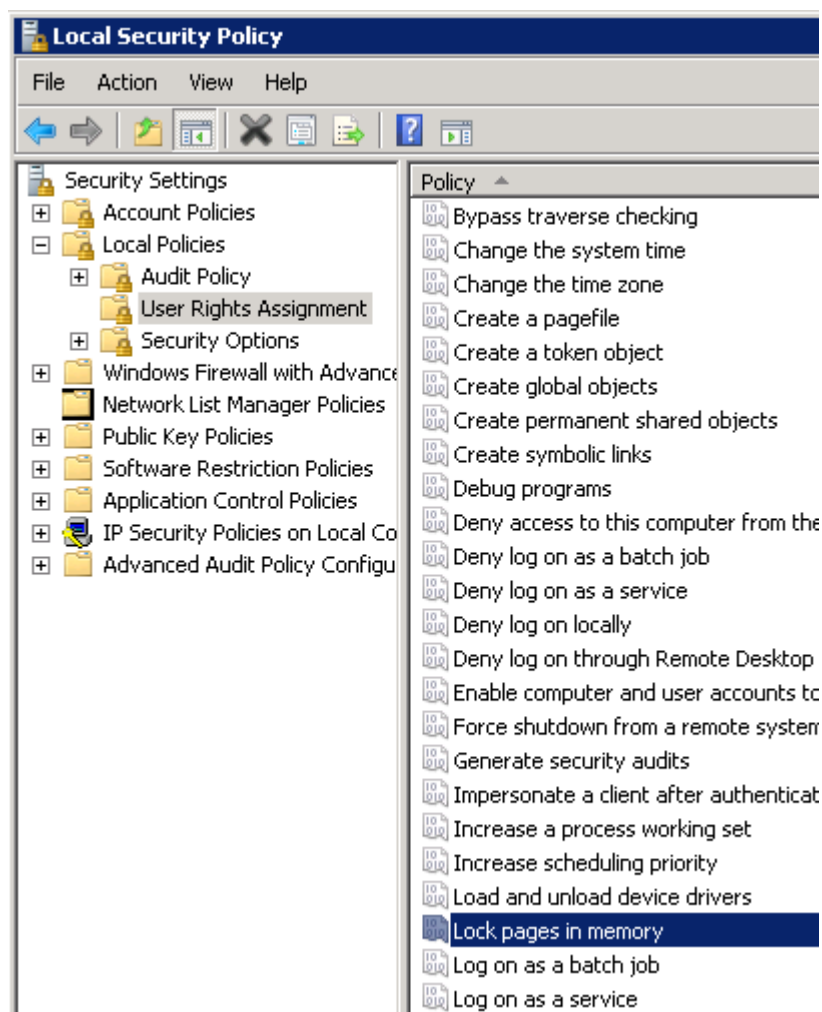 Local Security Policy
File Action View Help
Security Settings
Account Policies
Local Policies
Audit Policy
User Rights Assignment
Security Options
Windows Firewall with Advance
Network List Manager Policies
Public Key Policies
Software Restriction Policies
Application Control Policies
IP Security Policies on Local Co
Advanced Audit Policy Configu
Policy
Bypass traverse checking
Change the system time
Change the time zone
Create a pagefile
Create a token object
Create global objects
Create permanent shared objects
Create symbolic links
Debug programs
Deny access to this computer from the
Deny log on as a batch job
Deny log on as a service
Deny log on locally
Deny log on through Remote Desktop
Enable computer and user accounts to
Force shutdown from a remote system
Generate security audits
Impersonate a client after authenticat
Increase a process working set
Increase scheduling priority
Load and unload device drivers
Lock pages in memory
Log on as a batch job
Log on as a service